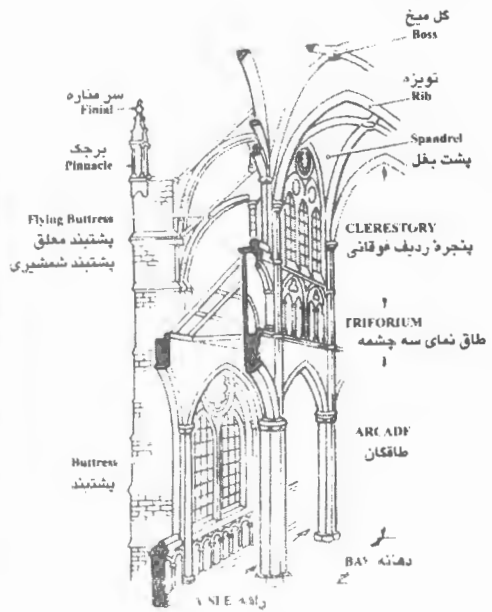 گل میخ
Boss
تویزه
Rib
سر مناره
Finial
Spandrel
پشت بغل
برجک
Pinnacle
Flying Buttress
پشتبند معلق
پشتبند شمشیری
CLERESTORY
پنجرهٔ ردیف فوقانی
TRIFORIUM
طاق نمای سه چشمه
ARCADE
طاقگان
Buttress
پشتبند
BAY دهانه